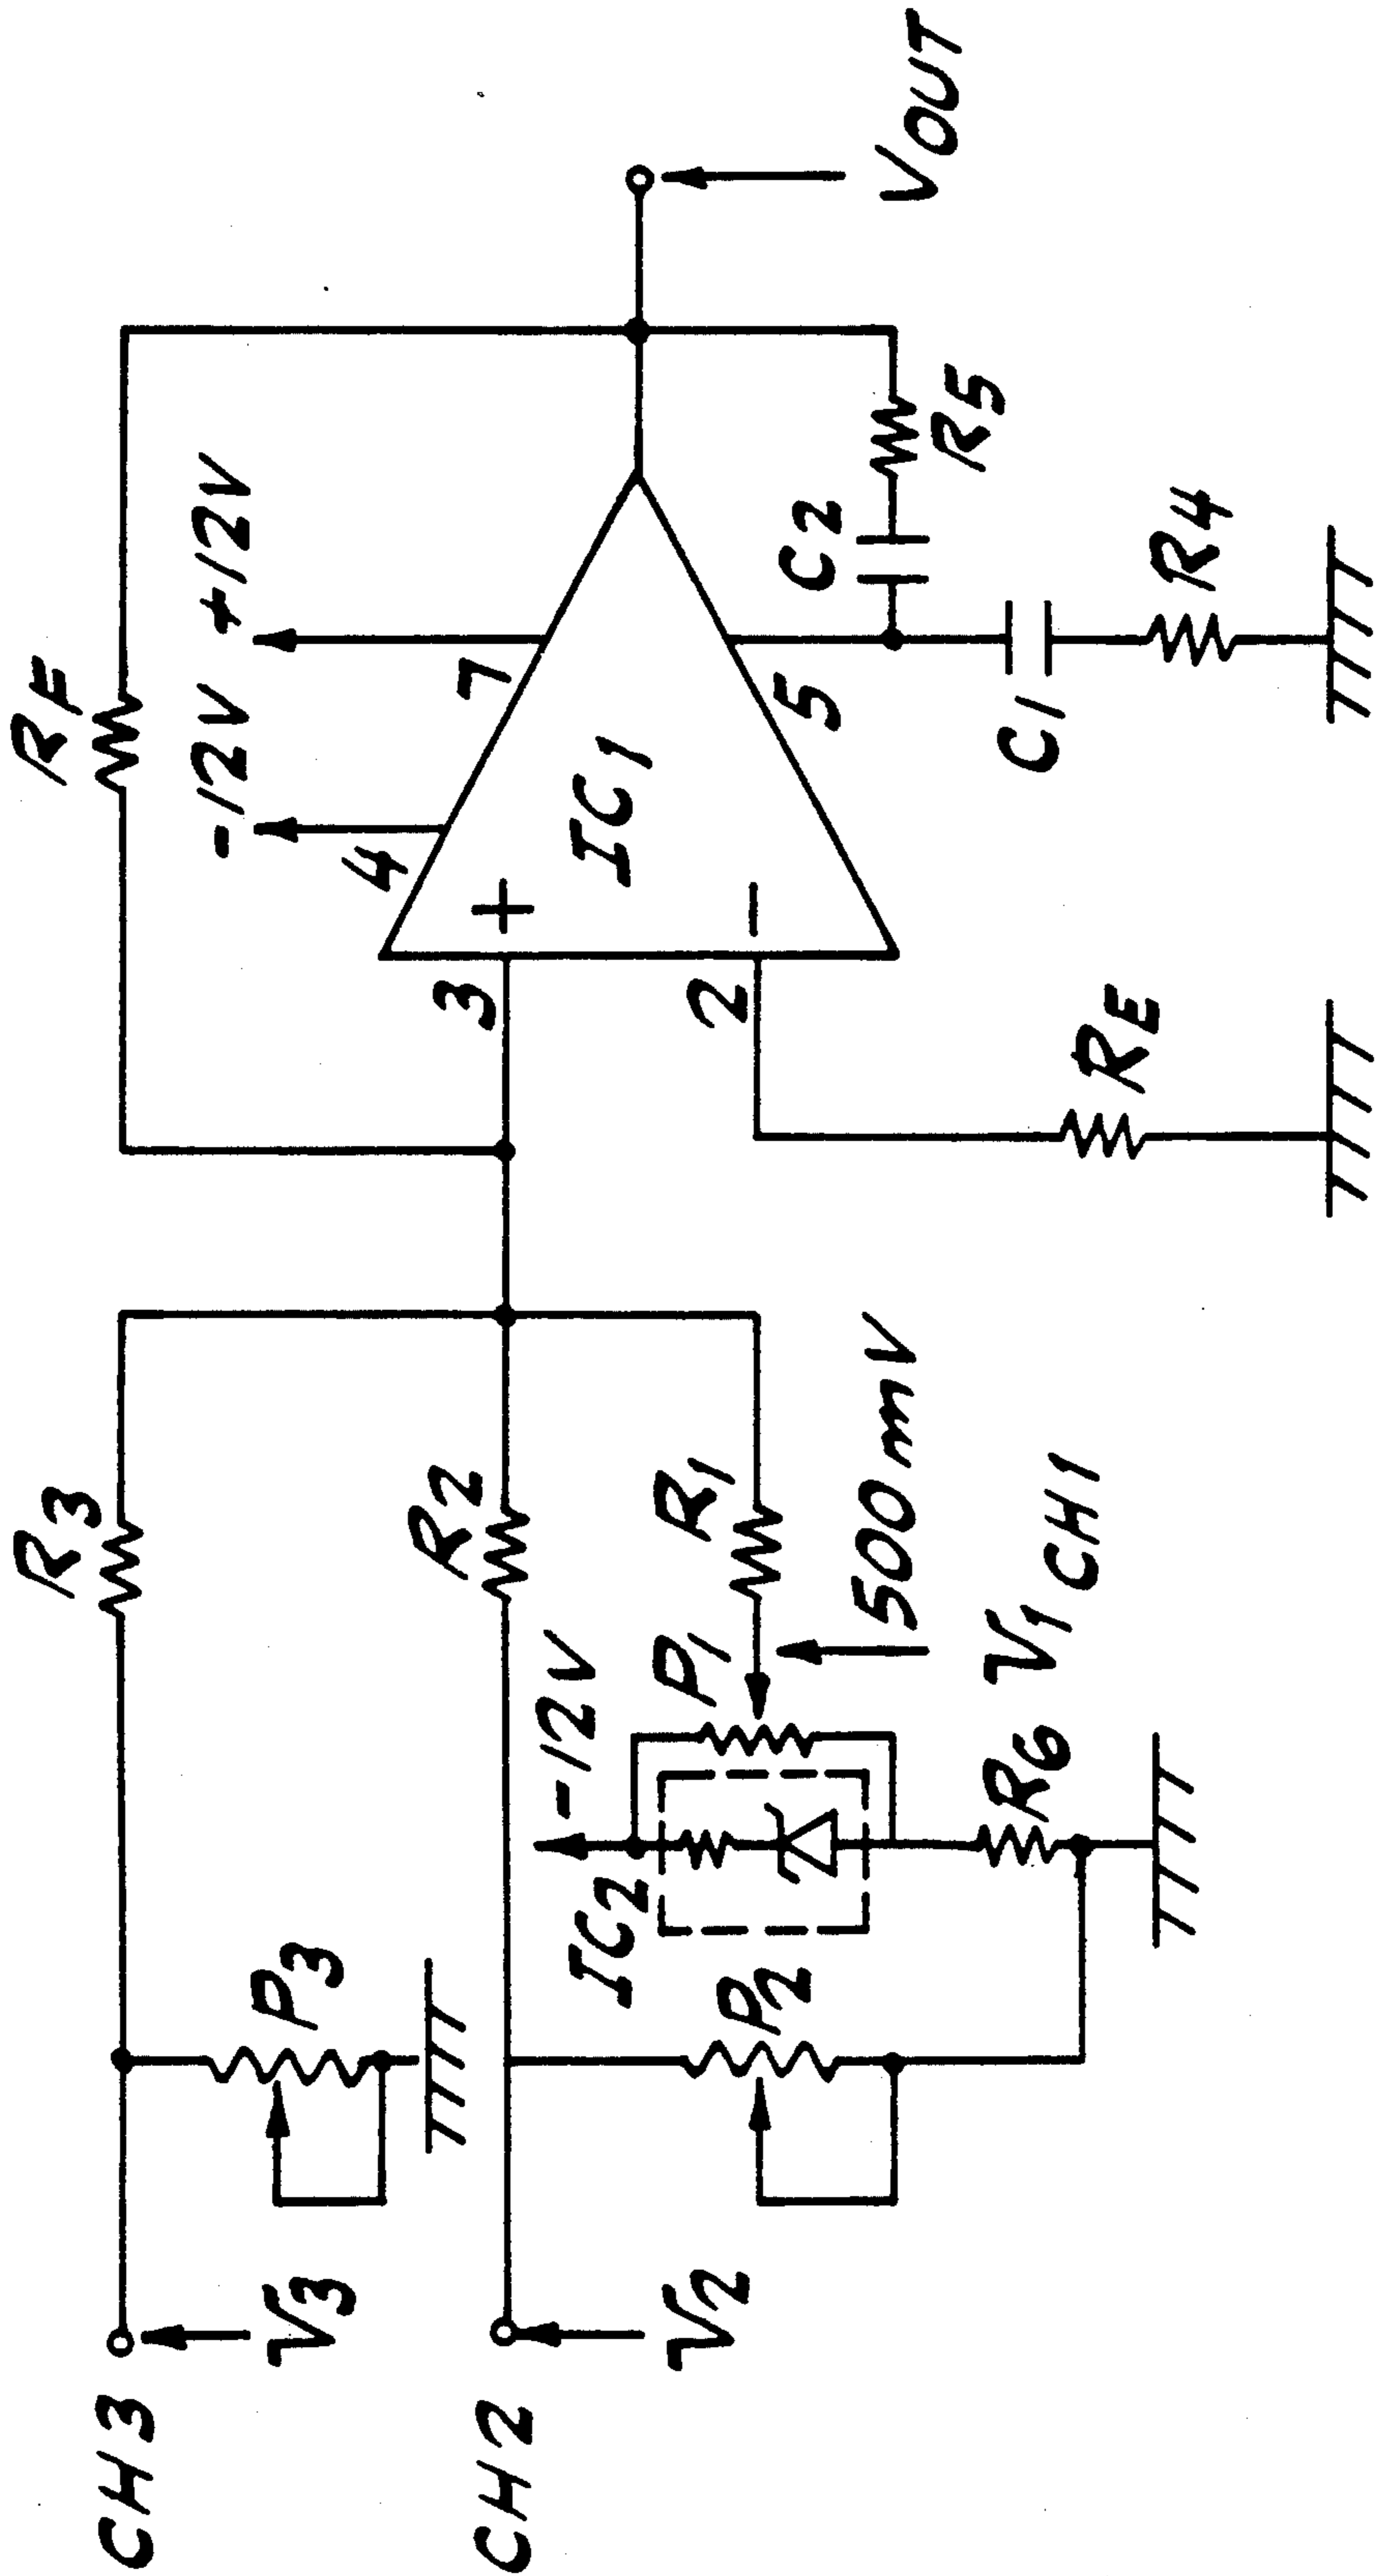 CH3
V3
P3
R3
RF
-12V
+12V
CH2
V2
P2
IC2
-12V
R2
P1
R1
500mV
V1
CH1
R6
3
2
4
7
5
+
−
IC1
RE
C2
R5
C1
R4
VOUT